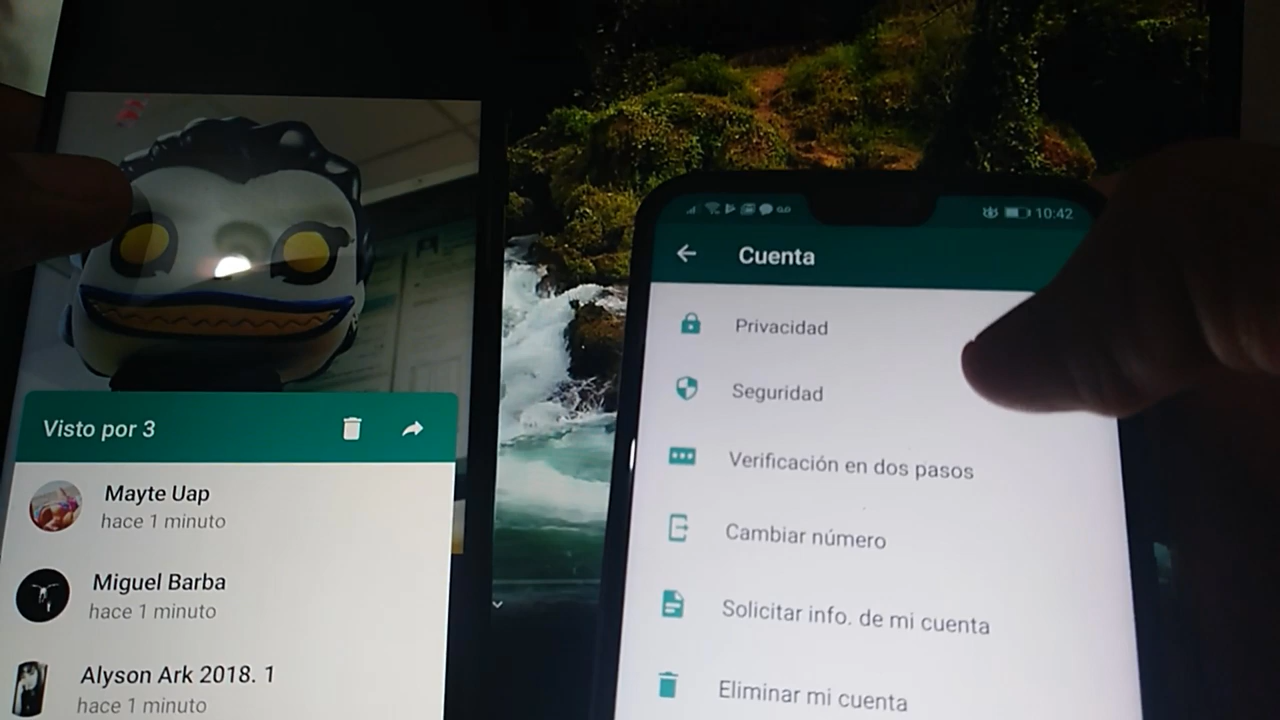 Visto por 3
Mayte Uap
hace 1 minuto
Miguel Barba
hace 1 minuto
Alyson Ark 2018. 1
hace 1 minuto
10:42
Cuenta
Privacidad
Seguridad
Verificación en dos pasos
Cambiar número
Solicitar info. de mi cuenta
Eliminar mi cuenta